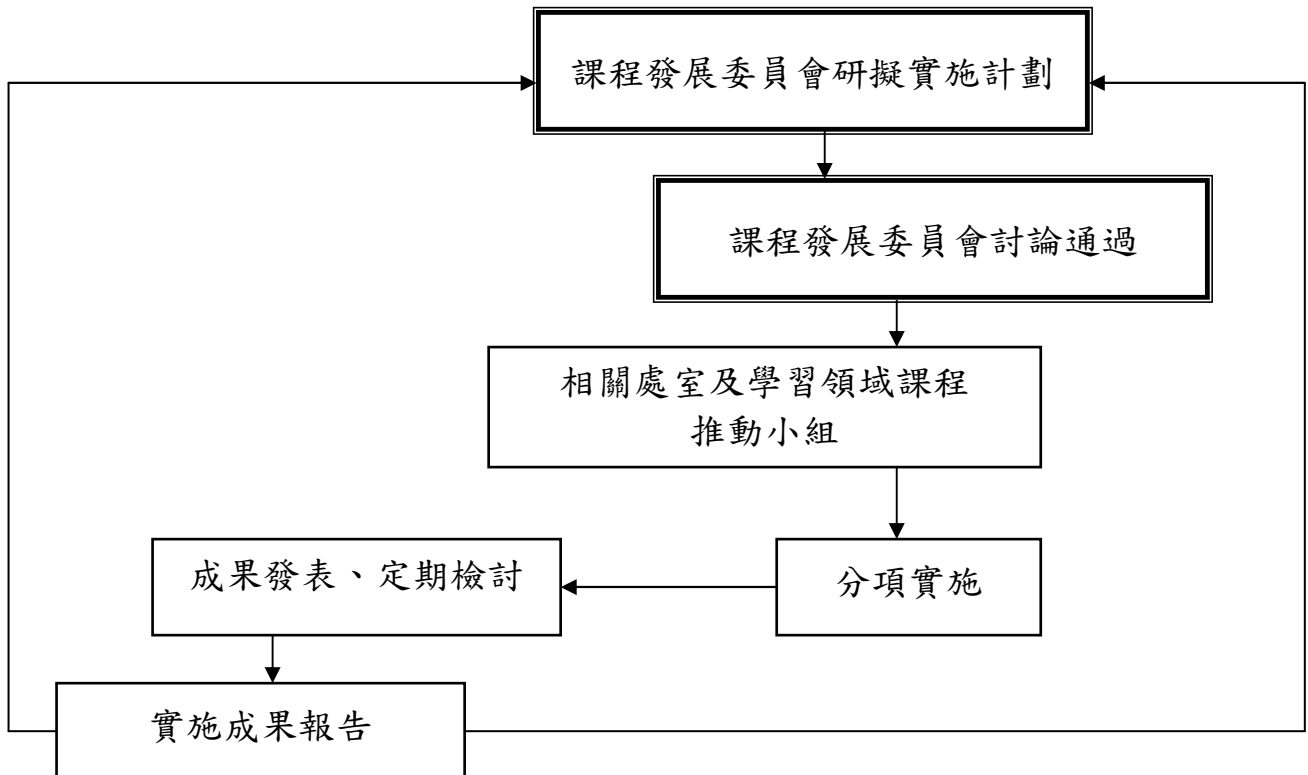 課程發展委員會研擬實施計劃
課程發展委員會討論通過
相關處室及學習領域課程
推動小組
分項實施
成果發表、定期檢討
實施成果報告